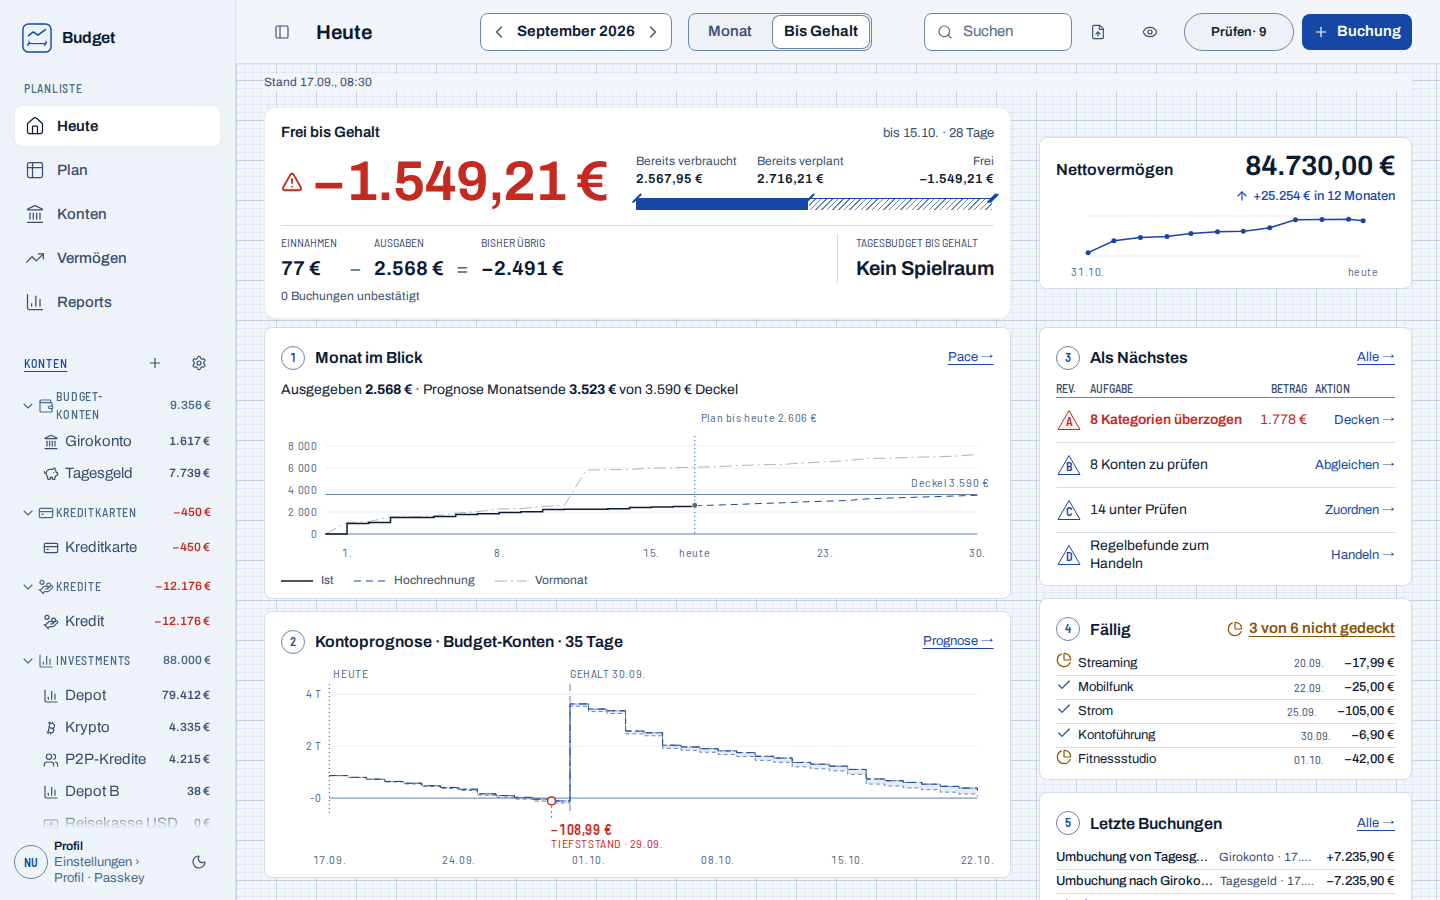 Budget
PLANLISTE
Heute
Plan
Konten
Vermögen
Reports
KONTEN
BUDGET-
KONTEN
9.356 €
Girokonto 1.617 €
Tagesgeld 7.739 €
KREDITKARTEN −450 €
Kreditkarte −450 €
KREDITE −12.176 €
Kredit −12.176 €
INVESTMENTS 88.000 €
Depot 79.412 €
Krypto 4.335 €
P2P-Kredite 4.215 €
Depot B 38 €
Reisekasse USD 0 €
NU
Profil
Einstellungen ›
Profil · Passkey
Heute
September 2026
Monat Bis Gehalt
Suchen
Prüfen · 9
Buchung
Stand 17.09., 08:30
Frei bis Gehalt
bis 15.10. · 28 Tage
−1.549,21 €
Bereits verbraucht Bereits verplant Frei
2.567,95 € 2.716,21 € −1.549,21 €
EINNAHMEN AUSGABEN BISHER ÜBRIG TAGESBUDGET BIS GEHALT
77 € − 2.568 € = −2.491 € Kein Spielraum
0 Buchungen unbestätigt
Nettovermögen 84.730,00 €
+25.254 € in 12 Monaten
31.10. heute
1 Monat im Blick Pace →
Ausgegeben 2.568 € · Prognose Monatsende 3.523 € von 3.590 € Deckel
Plan bis heute 2.606 €
8 000
6 000
4 000
Deckel 3.590 €
2 000
0
1. 8. 15. heute 23. 30.
Ist Hochrechnung Vormonat
2 Kontoprognose · Budget-Konten · 35 Tage Prognose →
HEUTE GEHALT 30.09.
4 T
2 T
-0
−108,99 €
TIEFSTSTAND · 29.09.
17.09. 24.09. 01.10. 08.10. 15.10. 22.10.
3 Als Nächstes Alle →
REV. AUFGABE BETRAG AKTION
A 8 Kategorien überzogen 1.778 € Decken →
B 8 Konten zu prüfen Abgleichen →
C 14 unter Prüfen Zuordnen →
D Regelbefunde zum
Handeln
Handeln →
4 Fällig 3 von 6 nicht gedeckt
Streaming 20.09. −17,99 €
Mobilfunk 22.09. −25,00 €
Strom 25.09. −105,00 €
Kontoführung 30.09. −6,90 €
Fitnessstudio 01.10. −42,00 €
5 Letzte Buchungen Alle →
Umbuchung von Tagesg... Girokonto · 17.... +7.235,90 €
Umbuchung nach Giroko... Tagesgeld · 17.... −7.235,90 €